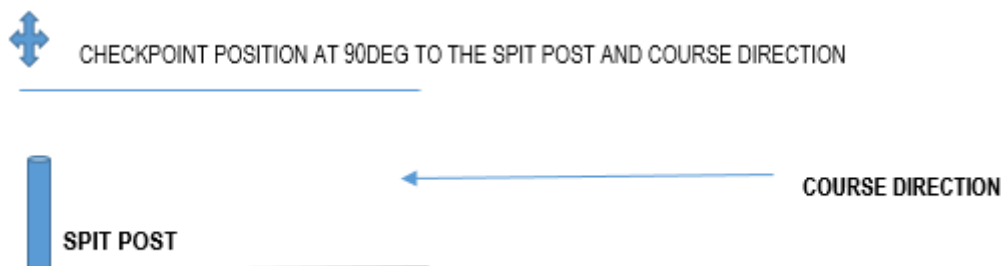 CHECKPOINT POSITION AT 90DEG TO THE SPIT POST AND COURSE DIRECTION
COURSE DIRECTION
SPIT POST